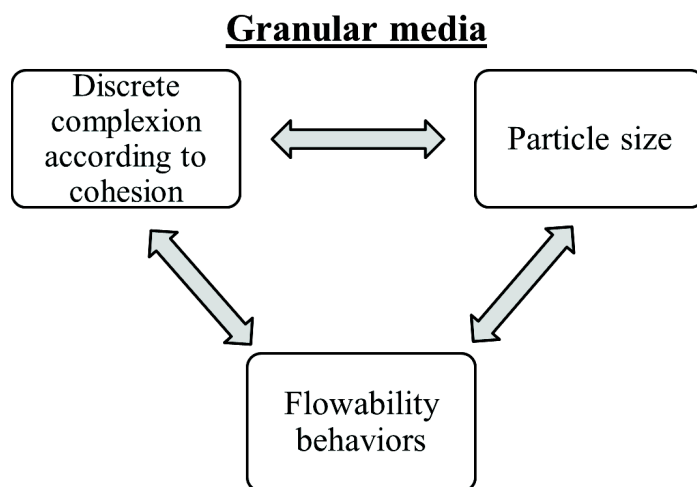 Granular media
Discrete
complexion
according to
cohesion
Particle size
Flowability
behaviors